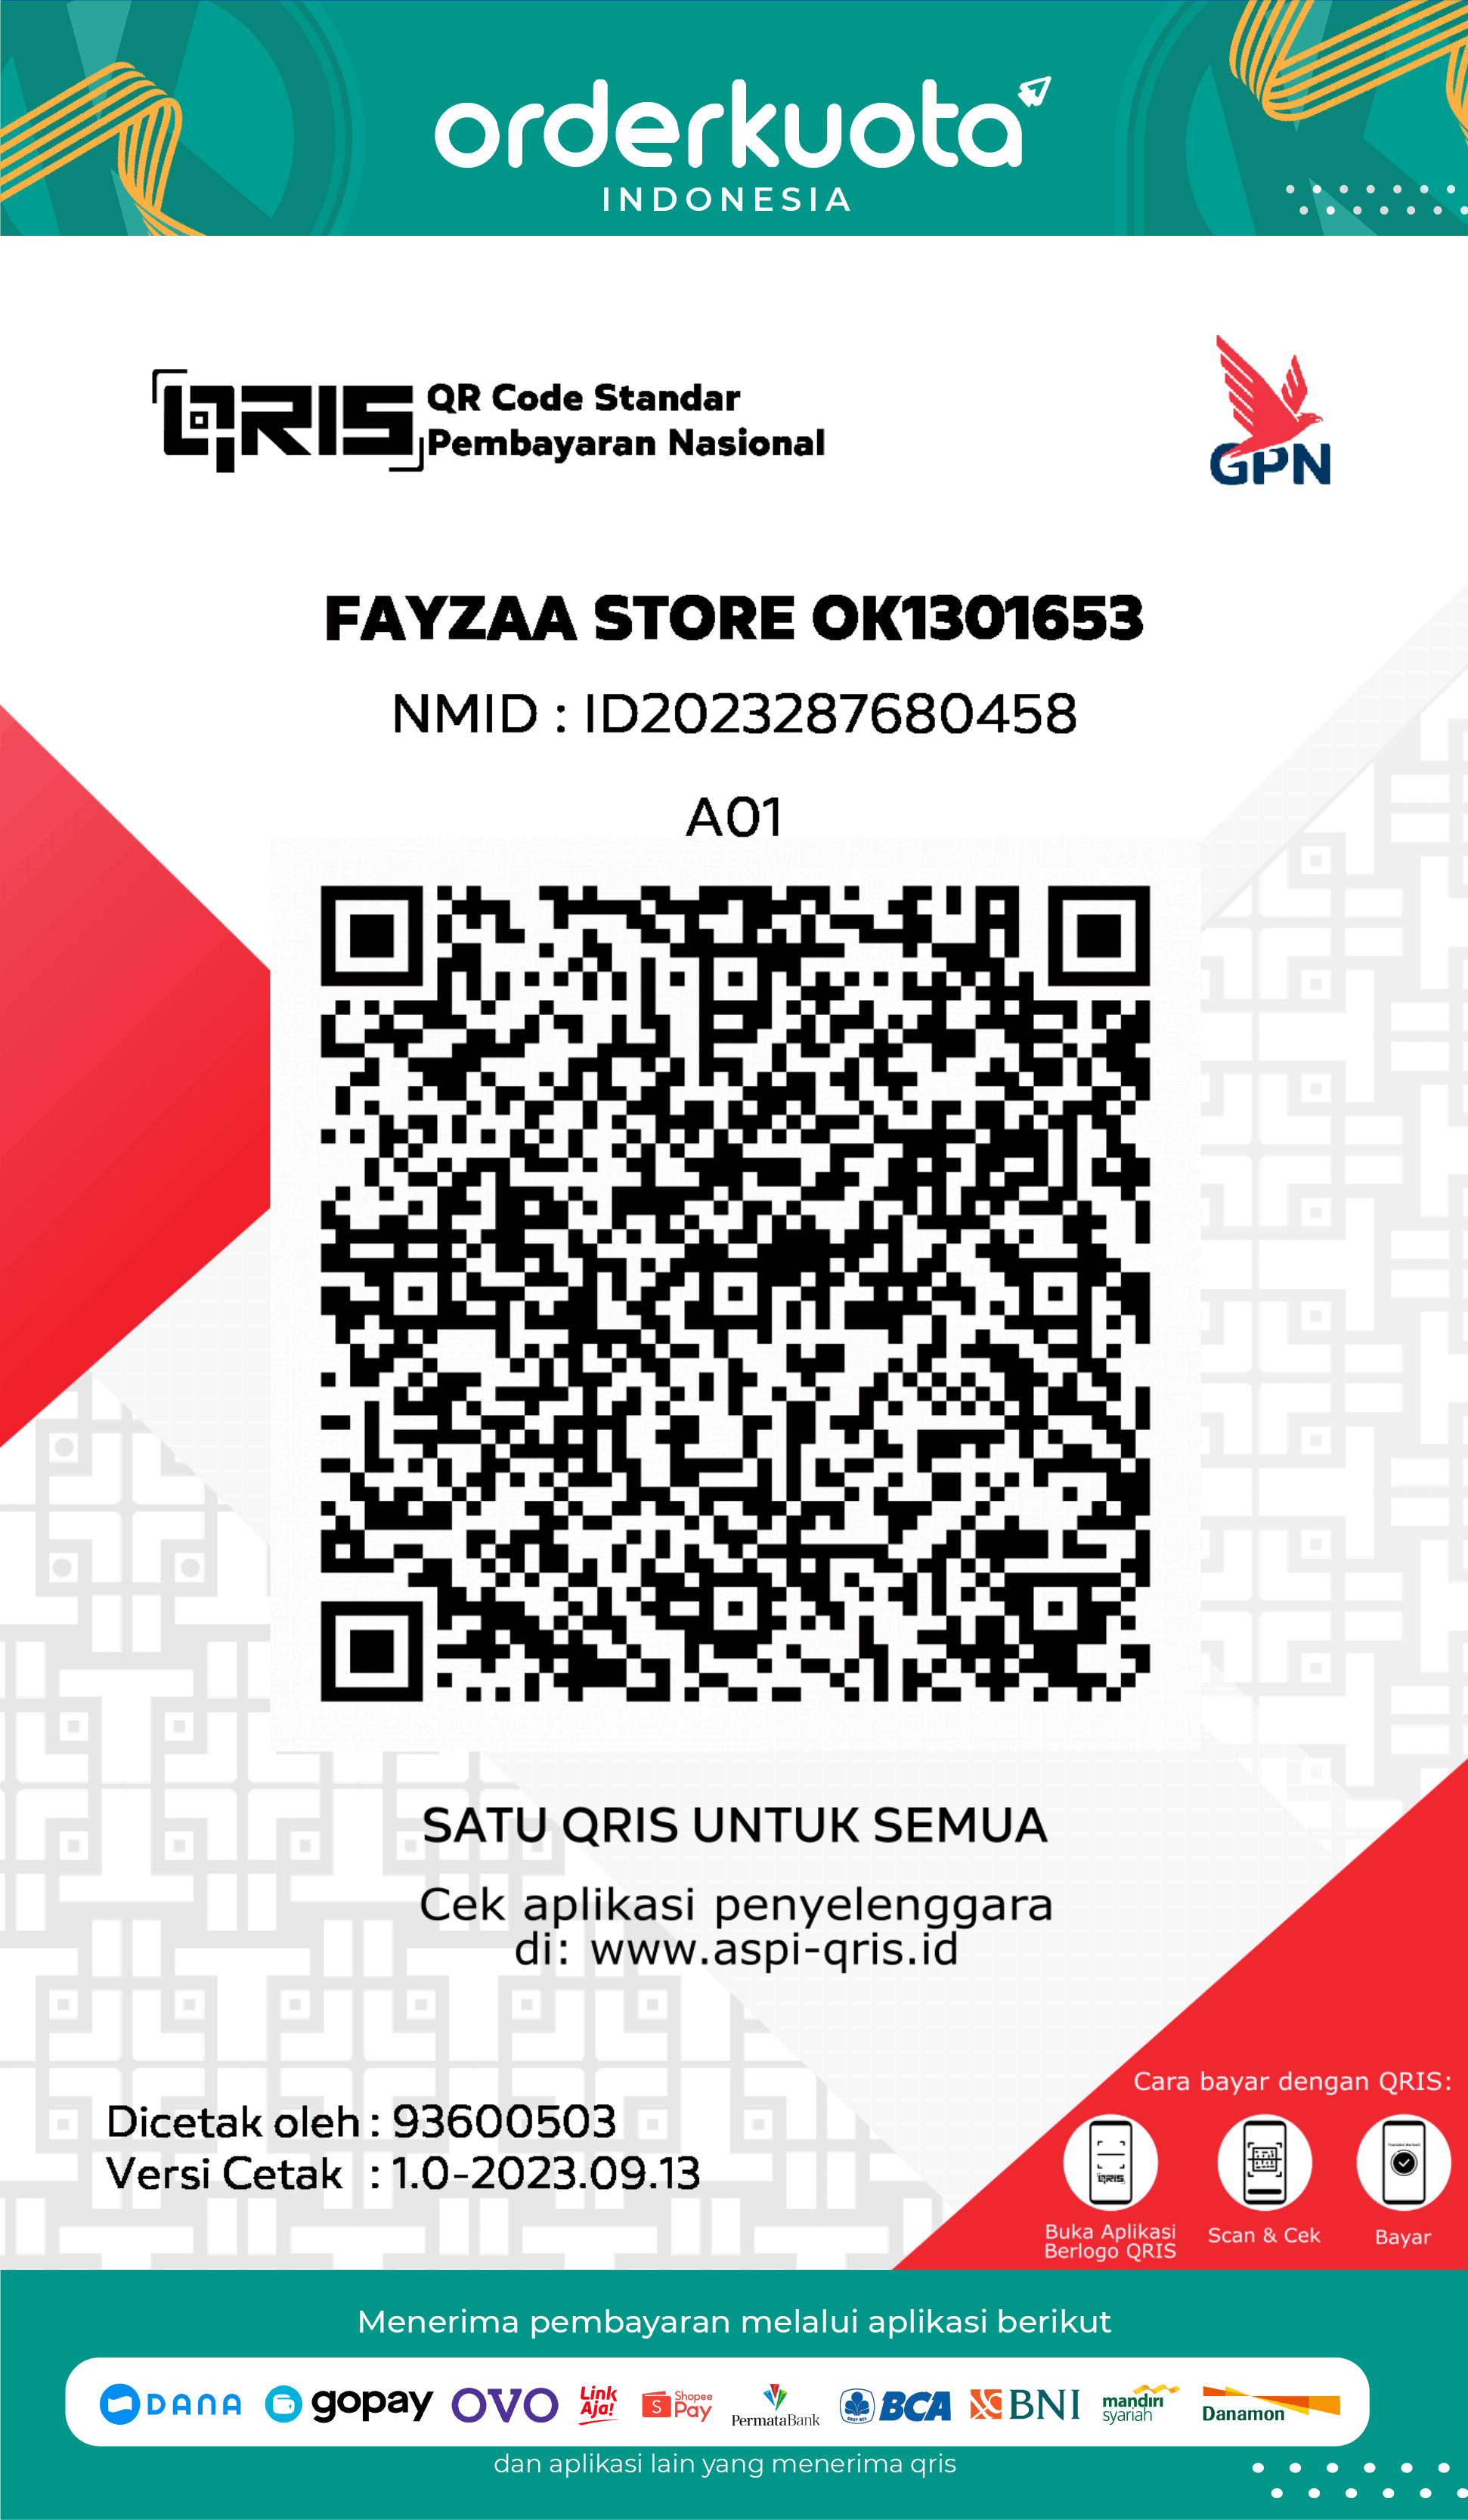 orderkuota
INDONESIA
QRIS
QR Code Standar
Pembayaran Nasional
GPN
FAYZAA STORE OK1301653
NMID : ID2023287680458
A01
SATU QRIS UNTUK SEMUA
Cek aplikasi penyelenggara
di: www.aspi-qris.id
Dicetak oleh : 93600503
Versi Cetak : 1.0-2023.09.13
Cara bayar dengan QRIS:
QRIS
Buka Aplikasi
Berlogo QRIS
Scan & Cek
Bayar
Menerima pembayaran melalui aplikasi berikut
DANA
gopay
OVO
Link
Aja!
S
Shopee
Pay
PermataBank
BCA
BNI
mandiri
syariah
Danamon
dan aplikasi lain yang menerima qris